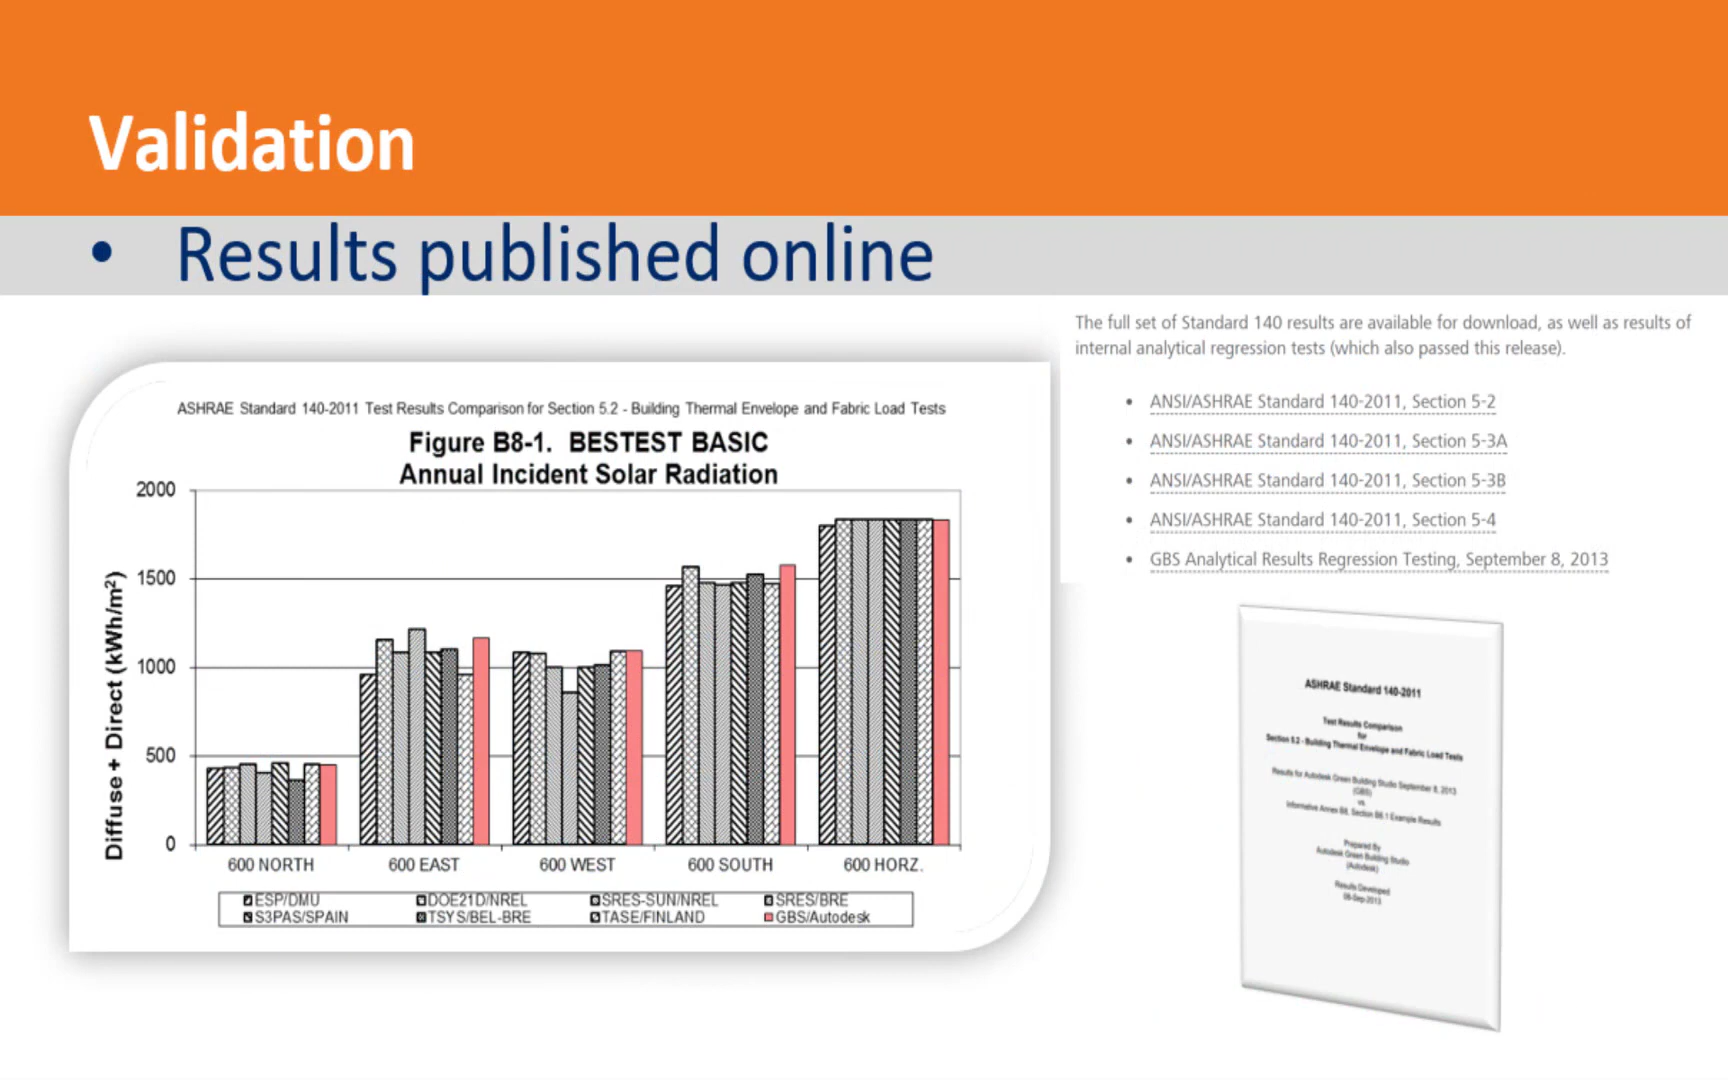 Validation
• Results published online
The full set of Standard 140 results are available for download, as well as results of
internal analytical regression tests (which also passed this release).
• ANSI/ASHRAE Standard 140-2011, Section 5-2
• ANSI/ASHRAE Standard 140-2011, Section 5-3A
• ANSI/ASHRAE Standard 140-2011, Section 5-3B
• ANSI/ASHRAE Standard 140-2011, Section 5-4
• GBS Analytical Results Regression Testing, September 8, 2013
ASHRAE Standard 140-2011 Test Results Comparison for Section 5.2 - Building Thermal Envelope and Fabric Load Tests
Figure B8-1. BESTEST BASIC
Annual Incident Solar Radiation
Diffuse + Direct (kWh/m²)
2000
1500
1000
500
0
600 NORTH 600 EAST 600 WEST 600 SOUTH 600 HORZ.
ESP/DMU DOE21D/NREL SRES-SUN/NREL SRES/BRE
S3PAS/SPAIN TSYS/BEL-BRE TASE/FINLAND GBS/Autodesk
ASHRAE Standard 140-2011
Test Results Comparison
for
Section 5.2 - Building Thermal Envelope and Fabric Load Tests
Results for Autodesk Green Building Studio September 8, 2013
(GBS)
vs.
Informative Annex B8, Section B8.1 Example Results
Prepared By
Autodesk Green Building Studio
(Autodesk)
Results Developed
08-Sep-2013